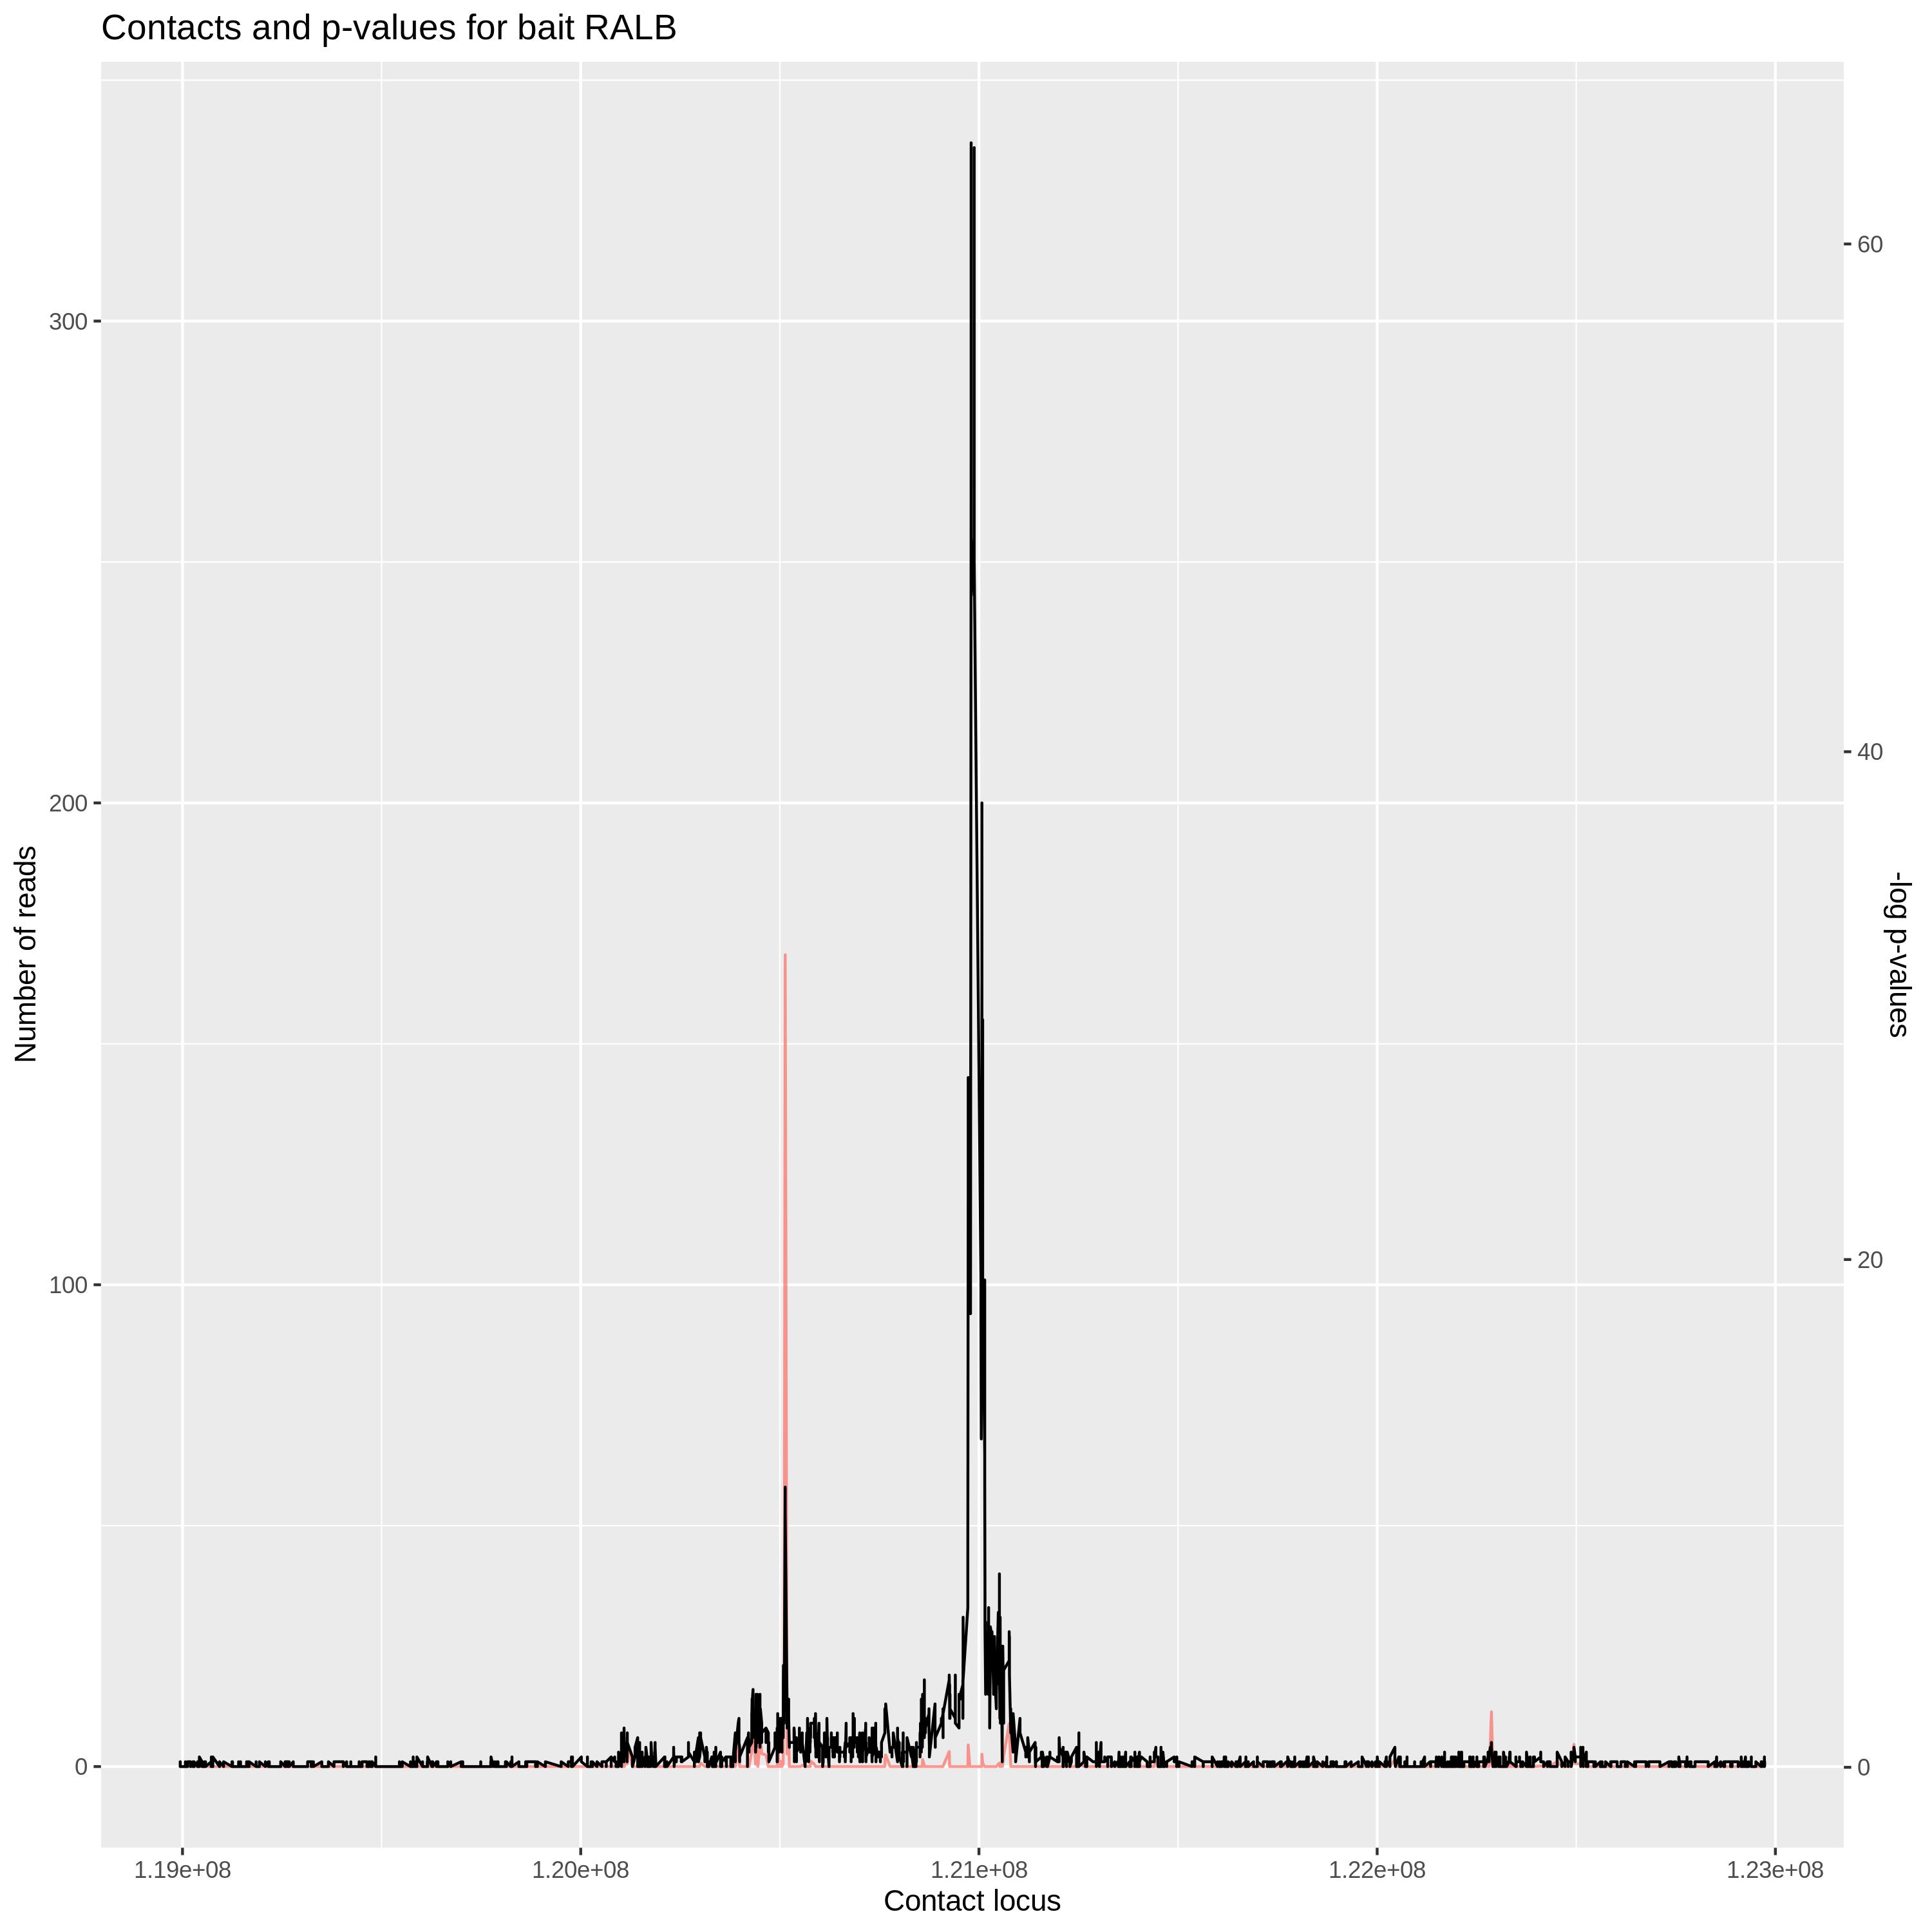 Contacts and p-values for bait RALB
Number of reads
300
200
100
0
60
40
20
0
-log p-values
1.19e+08
1.20e+08
1.21e+08
1.22e+08
1.23e+08
Contact locus